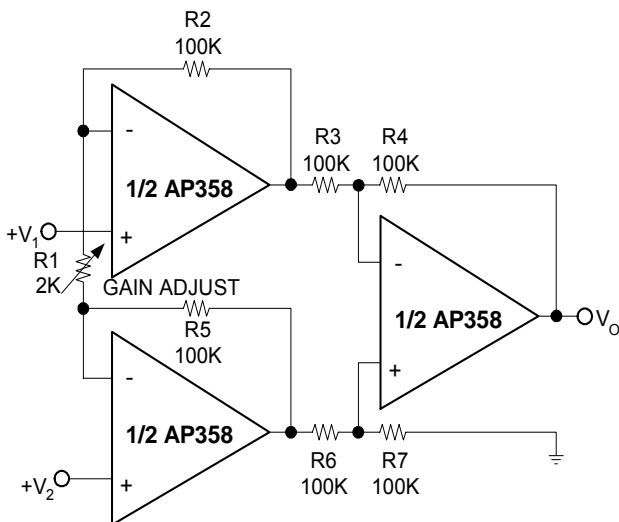 R2
100K
-
1/2 AP358
+
+V1
R3
100K
R4
100K
R1
2K
GAIN ADJUST
-
1/2 AP358
+
VO
R5
100K
-
1/2 AP358
+
+V2
R6
100K
R7
100K